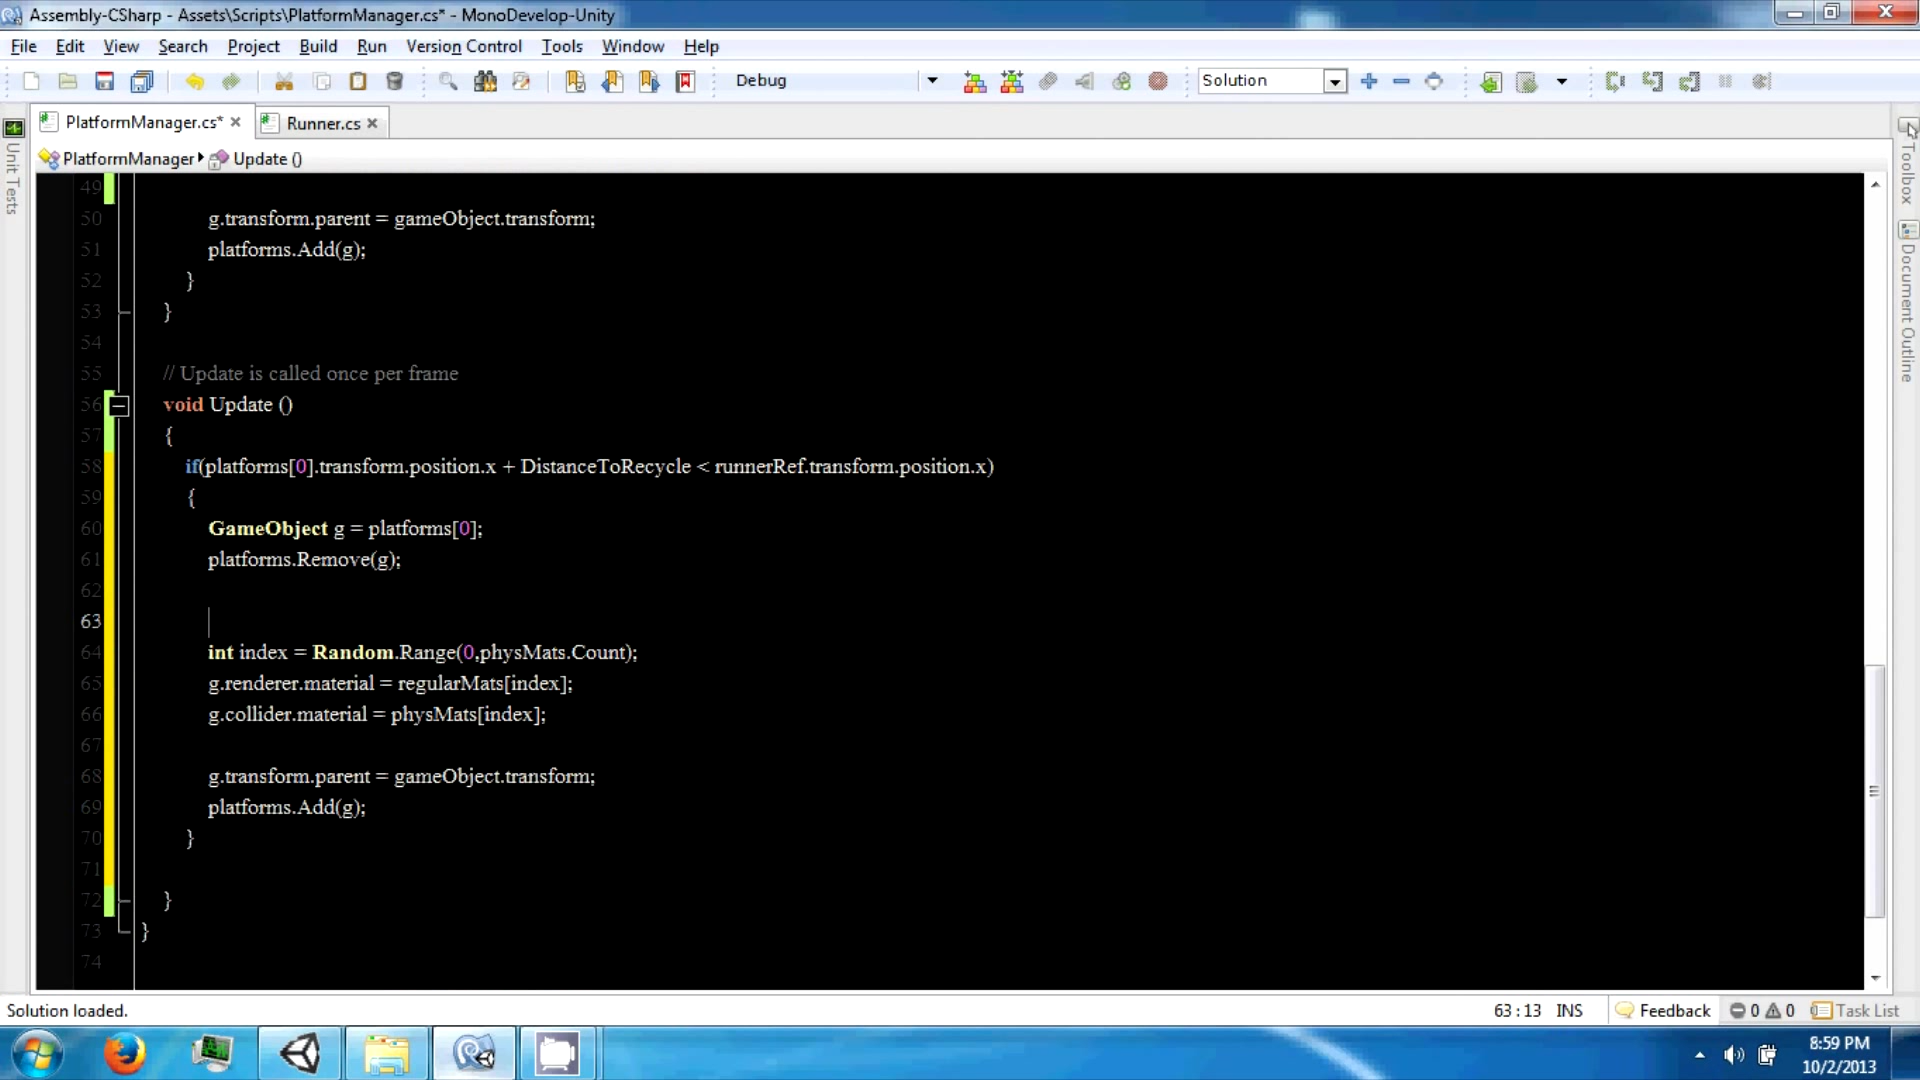 Assembly-CSharp - Assets\Scripts\PlatformManager.cs* - MonoDevelop-Unity
File Edit View Search Project Build Run Version Control Tools Window Help
Debug Solution
PlatformManager.cs* Runner.cs
PlatformManager Update ()
Unit Tests
Toolbox
Document Outline
49
50 g.transform.parent = gameObject.transform;
51 platforms.Add(g);
52 }
53 }
54
55 // Update is called once per frame
56 void Update ()
57 {
58 if(platforms[0].transform.position.x + DistanceToRecycle < runnerRef.transform.position.x)
59 {
60 GameObject g = platforms[0];
61 platforms.Remove(g);
62
63
64 int index = Random.Range(0,physMats.Count);
65 g.renderer.material = regularMats[index];
66 g.collider.material = physMats[index];
67
68 g.transform.parent = gameObject.transform;
69 platforms.Add(g);
70 }
71
72 }
73 }
74
Solution loaded. 63 : 13 INS Feedback 0 0 Task List
8:59 PM
10/2/2013